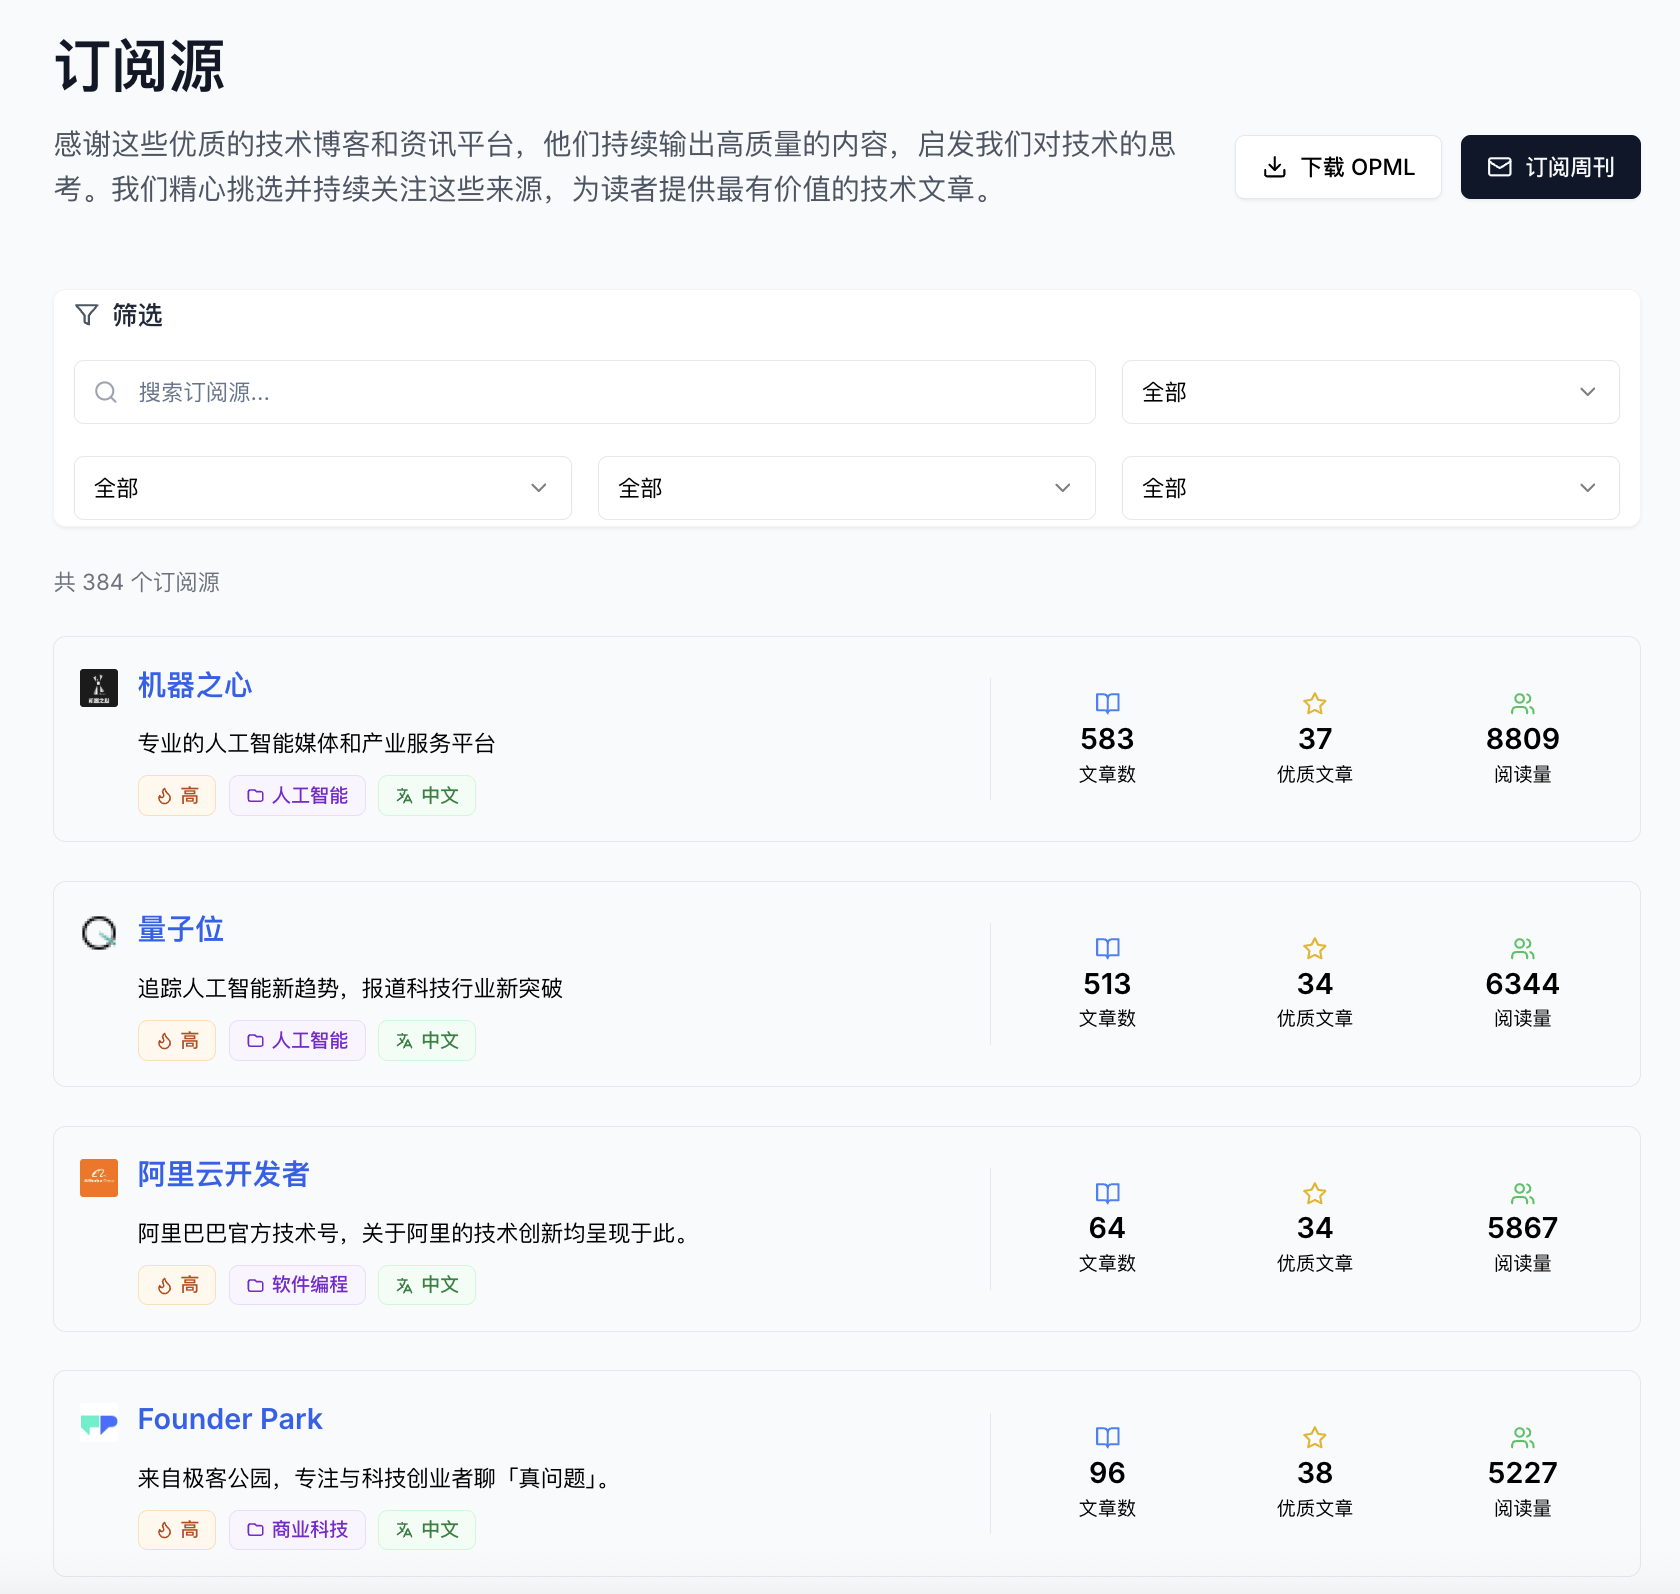 订阅源
感谢这些优质的技术博客和资讯平台，他们持续输出高质量的内容，启发我们对技术的思
考。我们精心挑选并持续关注这些来源，为读者提供最有价值的技术文章。
下载 OPML
订阅周刊
筛选
搜索订阅源...
全部
全部
全部
全部
共 384 个订阅源
机器之心
专业的人工智能媒体和产业服务平台
高
人工智能
中文
583
文章数
37
优质文章
8809
阅读量
量子位
追踪人工智能新趋势，报道科技行业新突破
高
人工智能
中文
513
文章数
34
优质文章
6344
阅读量
阿里云开发者
阿里巴巴官方技术号，关于阿里的技术创新均呈现于此。
高
软件编程
中文
64
文章数
34
优质文章
5867
阅读量
Founder Park
来自极客公园，专注与科技创业者聊「真问题」。
高
商业科技
中文
96
文章数
38
优质文章
5227
阅读量